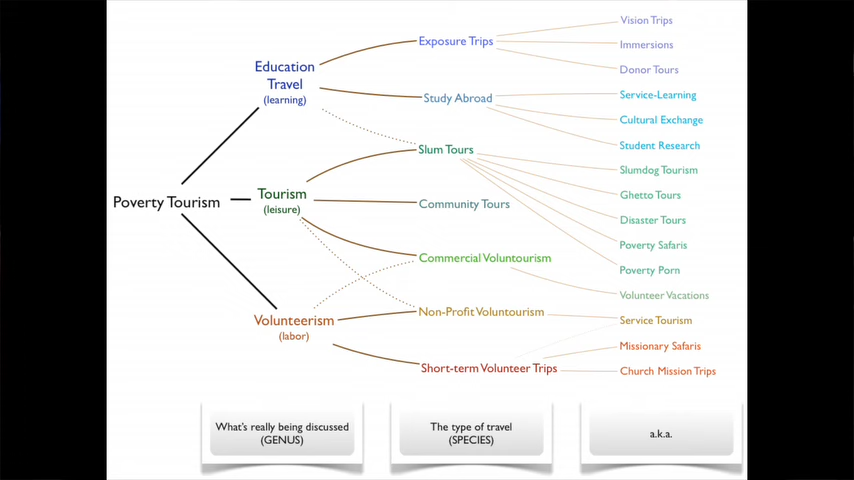 Poverty Tourism
Education
Travel
(learning)
Tourism
(leisure)
Volunteerism
(labor)
Exposure Trips
Study Abroad
Slum Tours
Community Tours
Commercial Voluntourism
Non-Profit Voluntourism
Short-term Volunteer Trips
Vision Trips
Immersions
Donor Tours
Service-Learning
Cultural Exchange
Student Research
Slumdog Tourism
Ghetto Tours
Disaster Tours
Poverty Safaris
Poverty Porn
Volunteer Vacations
Service Tourism
Missionary Safaris
Church Mission Trips
What's really being discussed
(GENUS)
The type of travel
(SPECIES)
a.k.a.